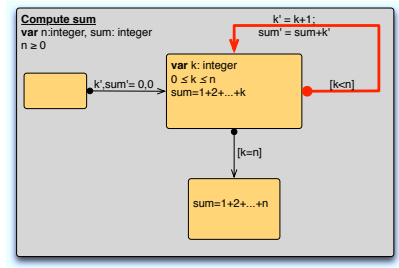 Compute sum
var n:integer, sum: integer
n ≥ 0
k' = k+1;
sum' = sum+k'
var k: integer
0 ≤ k ≤ n
sum=1+2+...+k
k',sum'= 0,0
[k<n]
[k=n]
sum=1+2+...+n